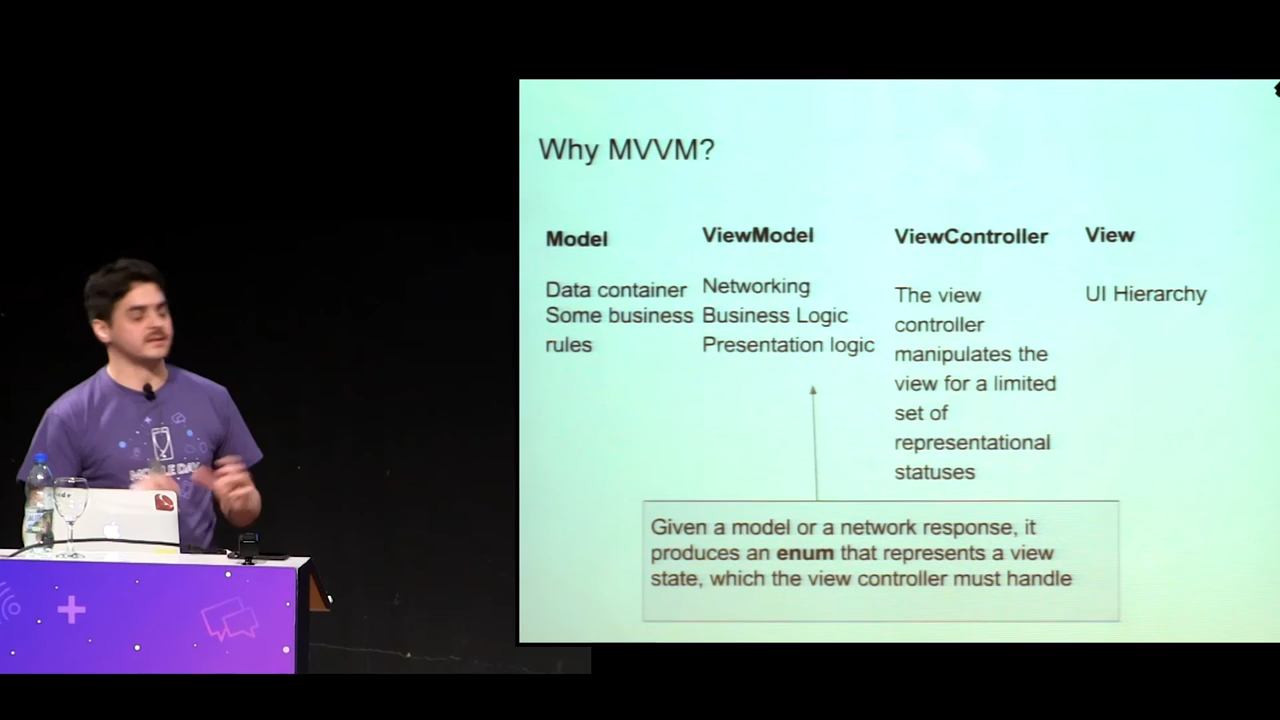 Why MVVM?
Model
ViewModel
ViewController
View
Data container
Some business
rules
Networking
Business Logic
Presentation logic
The view
controller
manipulates the
view for a limited
set of
representational
statuses
UI Hierarchy
Given a model or a network response, it
produces an enum that represents a view
state, which the view controller must handle